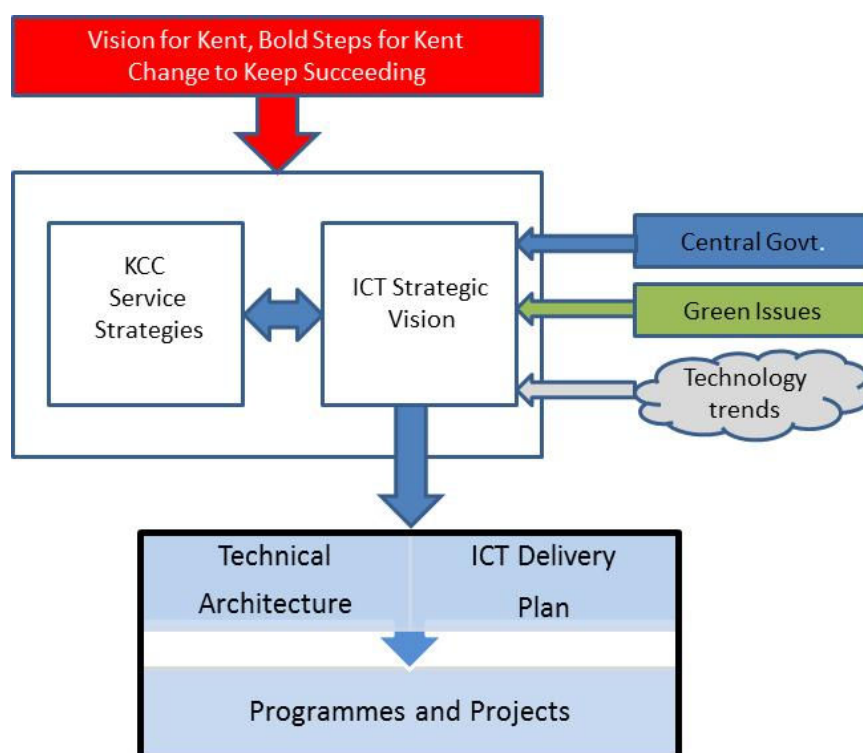 Vision for Kent, Bold Steps for Kent
Change to Keep Succeeding
KCC
Service
Strategies
ICT Strategic
Vision
Central Govt.
Green Issues
Technology
trends
Technical
Architecture
ICT Delivery
Plan
Programmes and Projects